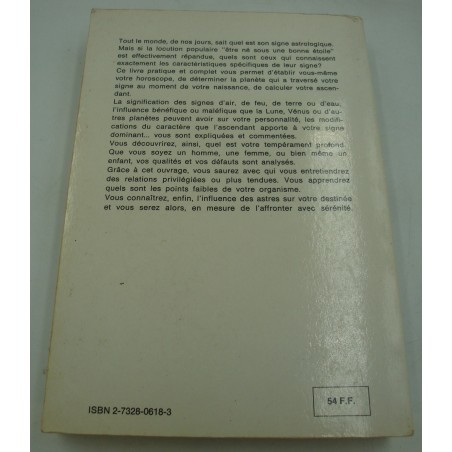 Tout le monde, de nos jours, sait quel est son signe astrologique.
Mais si la locution populaire "être né sous une bonne étoile"
est effectivement répandue, quels sont ceux qui connaissent
exactement les caractéristiques spécifiques de leur signe?
Ce livre pratique et complet vous permet d'établir vous-même
votre horoscope, de déterminer la planète qui a traversé votre
signe au moment de votre naissance, de calculer votre ascen-
dant.
La signification des signes d'air, de feu, de terre ou d'eau,
l'influence bénéfique ou maléfique que la Lune, Vénus ou d'au-
tres planètes peuvent avoir sur votre personnalité, les modifi-
cations du caractère que l'ascendant apporte à votre signe
dominant... vous sont expliquées et commentées.
Vous découvrirez, ainsi, quel est votre tempérament profond.
Que vous soyez un homme, une femme, ou bien même un
enfant, vos qualités et vos défauts sont analysés.
Grâce à cet ouvrage, vous saurez avec qui vous entretiendrez
des relations privilégiées ou plus tendues. Vous apprendrez
quels sont les points faibles de votre organisme.
Vous connaîtrez, enfin, l'influence des astres sur votre destinée
et vous serez alors, en mesure de l'affronter avec sérénité.
54 F.F.
ISBN 2-7328-0618-3